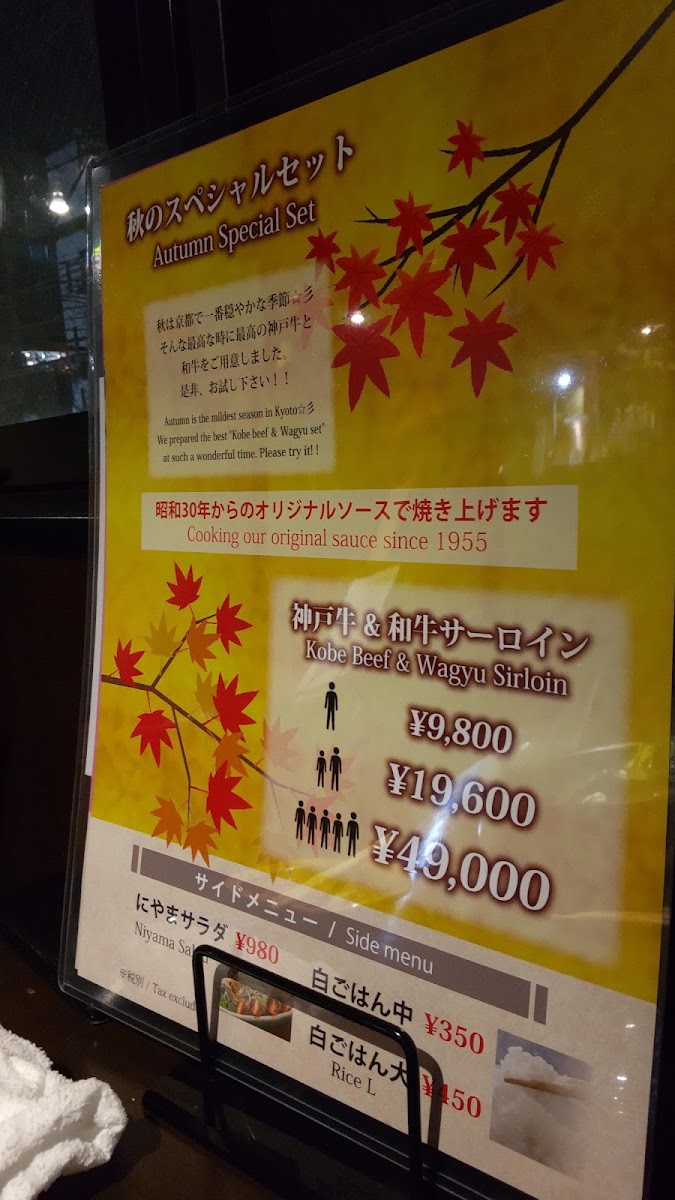 秋のスペシャルセット
Autumn Special Set
秋は京都で一番穏やかな季節☆彡
そんな最高な時に最高の神戸牛と
和牛をご用意しました。
是非、お試し下さい！！
Autumn is the mildest season in Kyoto☆彡
We prepared the best "Kobe beef & Wagyu set"
at such a wonderful time. Please try it! !
昭和30年からのオリジナルソースで焼き上げます
Cooking our original sauce since 1955
神戸牛 & 和牛サーロイン
Kobe Beef & Wagyu Sirloin
¥9,800
¥19,600
¥49,000
サイドメニュー / Side menu
にやまサラダ ¥980
Niyama
※税別 / Tax
白ごはん中 ¥350
白ごはん大 ¥450
Rice L